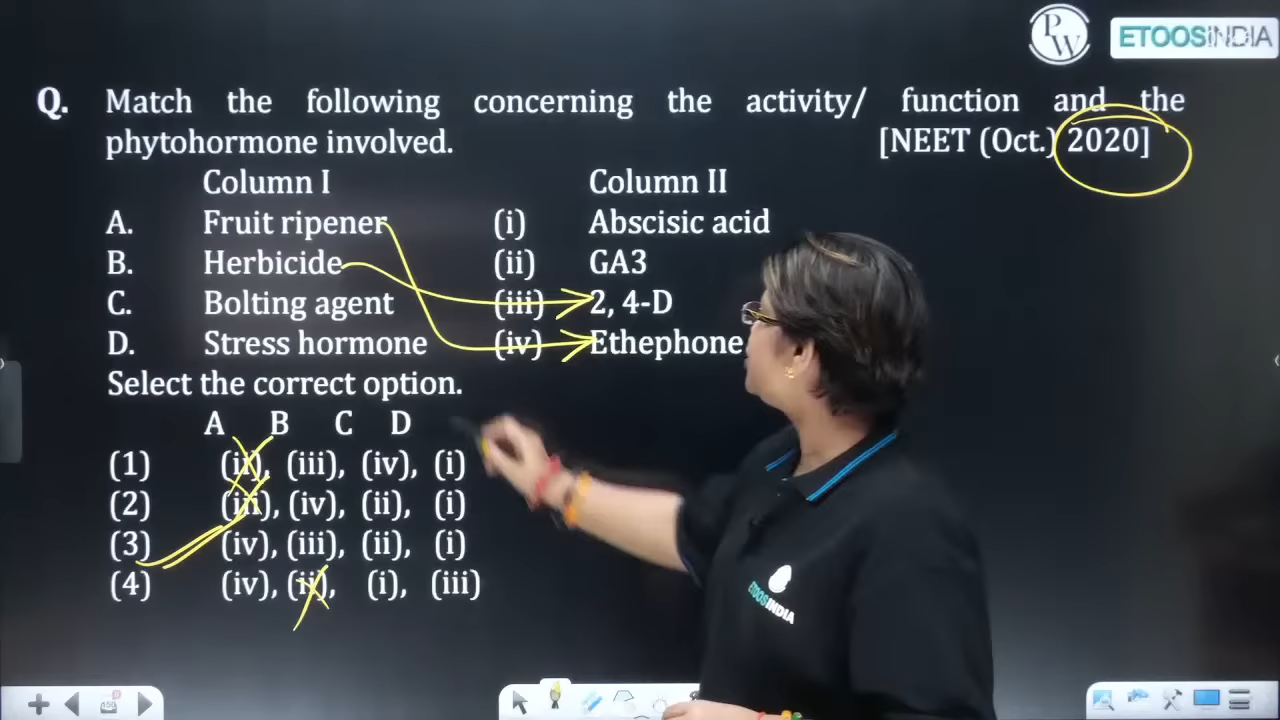 PW
ETOOSINDIA
Q. Match the following concerning the activity/ function and the
phytohormone involved. [NEET (Oct.) 2020]
Column I Column II
A. Fruit ripener (i) Abscisic acid
B. Herbicide (ii) GA3
C. Bolting agent (iii) 2, 4-D
D. Stress hormone (iv) Ethephone
Select the correct option.
A B C D
(1) (ii), (iii), (iv), (i)
(2) (iii), (iv), (ii), (i)
(3) (iv), (iii), (ii), (i)
(4) (iv), (ii), (i), (iii)
ETOOSINDIA